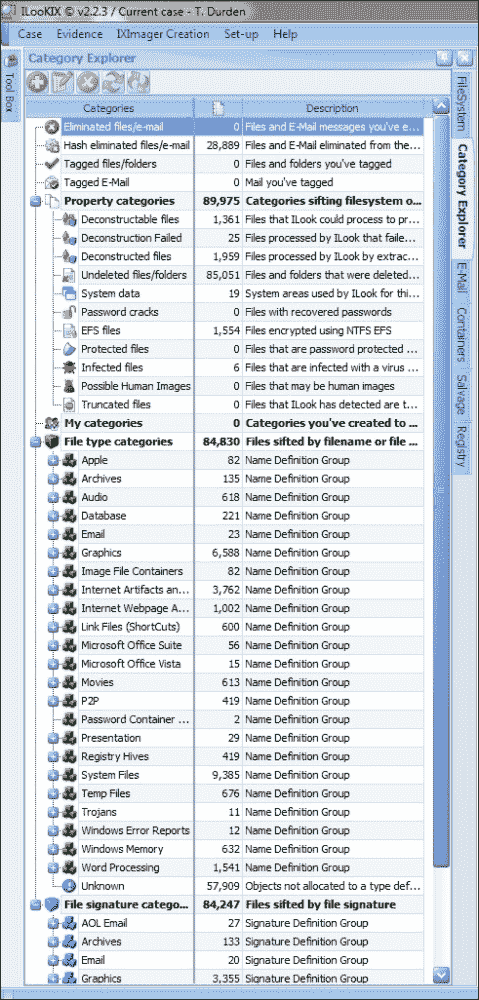 ILooKIX © v2.2.3 / Current case - T. Durden
Case Evidence IXImager Creation Set-up Help
Tool Box
Category Explorer
Categories Description
Eliminated files/e-mail 0 Files and E-Mail messages you've e...
Hash eliminated files/e-mail 28,889 Files and E-Mail eliminated from the...
Tagged files/folders 0 Files and folders you've tagged
Tagged E-Mail 0 Mail you've tagged
Property categories 89,975 Categories sifting filesystem o...
Deconstructable files 1,361 Files that ILook could process to pr...
Deconstruction Failed 25 Files processed by ILook that faile...
Deconstructed files 1,959 Files processed by ILook by extrac...
Undeleted files/folders 85,051 Files and folders that were deleted...
System data 19 System areas used by ILook for thi...
Password cracks 0 Files with recovered passwords
EFS files 1,554 Files encrypted using NTFS EFS
Protected files 0 Files that are password protected ...
Infected files 6 Files that are infected with a virus ...
Possible Human Images 0 Files that may be human images
Truncated files 0 Files that ILook has detected are t...
My categories 0 Categories you've created to ...
File type categories 84,830 Files sifted by filename or file ...
Apple 82 Name Definition Group
Archives 135 Name Definition Group
Audio 618 Name Definition Group
Database 221 Name Definition Group
Email 23 Name Definition Group
Graphics 6,588 Name Definition Group
Image File Containers 82 Name Definition Group
Internet Artifacts an... 3,762 Name Definition Group
Internet Webpage A... 1,002 Name Definition Group
Link Files (ShortCuts) 600 Name Definition Group
Microsoft Office Suite 56 Name Definition Group
Microsoft Office Vista 15 Name Definition Group
Movies 613 Name Definition Group
P2P 419 Name Definition Group
Password Container ... 2 Name Definition Group
Presentation 29 Name Definition Group
Registry Hives 419 Name Definition Group
System Files 9,385 Name Definition Group
Temp Files 676 Name Definition Group
Trojans 11 Name Definition Group
Windows Error Reports 12 Name Definition Group
Windows Memory 632 Name Definition Group
Word Processing 1,541 Name Definition Group
Unknown 57,909 Objects not allocated to a type def...
File signature catego... 84,247 Files sifted by file signature
AOL Email 27 Signature Definition Group
Archives 133 Signature Definition Group
Email 20 Signature Definition Group
Graphics 3,355 Signature Definition Group
FileSystem
Category Explorer
E-Mail
Containers
Salvage
Registry